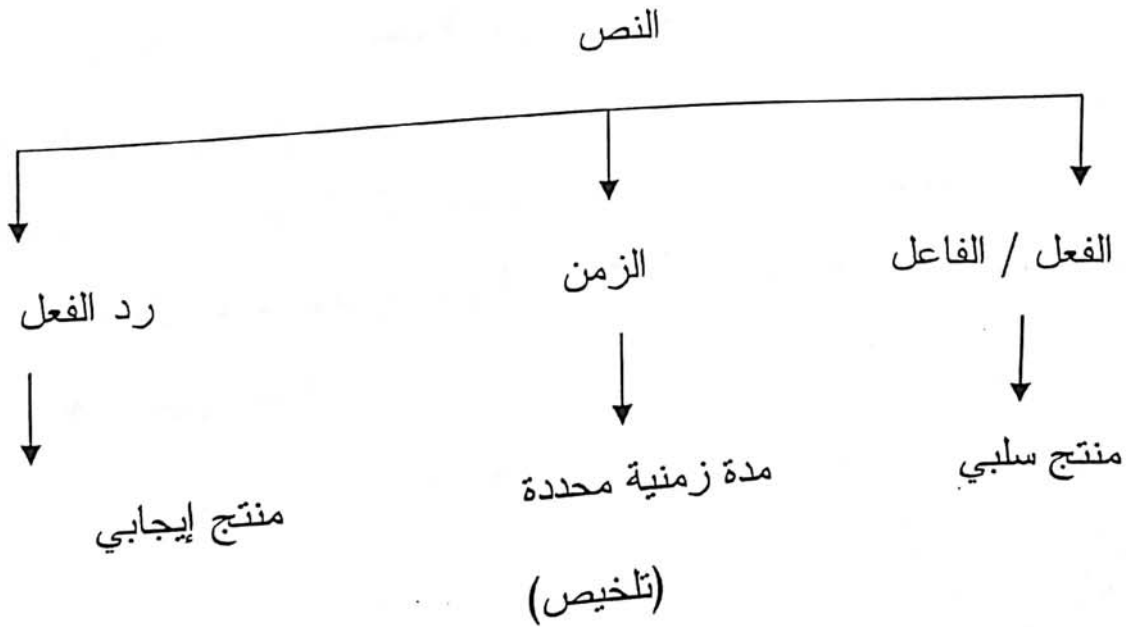 النص
الفعل / الفاعل
الزمن
رد الفعل
منتج سلبي
مدة زمنية محددة
منتج إيجابي
(تلخيص)